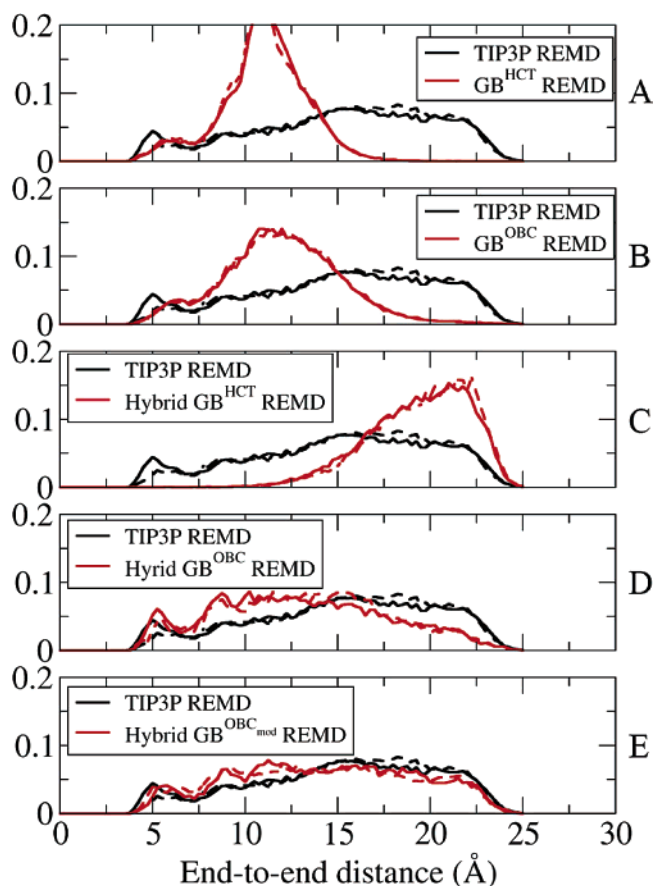 0.2
TIP3P REMD
GB^HCT REMD
0.1
A
0
0.2
TIP3P REMD
GB^OBC REMD
0.1
B
0
0.2
TIP3P REMD
Hybrid GB^HCT REMD
0.1
C
0
0.2
TIP3P REMD
Hyrid GB^OBC REMD
0.1
D
0
0.2
TIP3P REMD
Hybrid GB^OBC_mod REMD
0.1
E
0
0 5 10 15 20 25 30
End-to-end distance (Å)